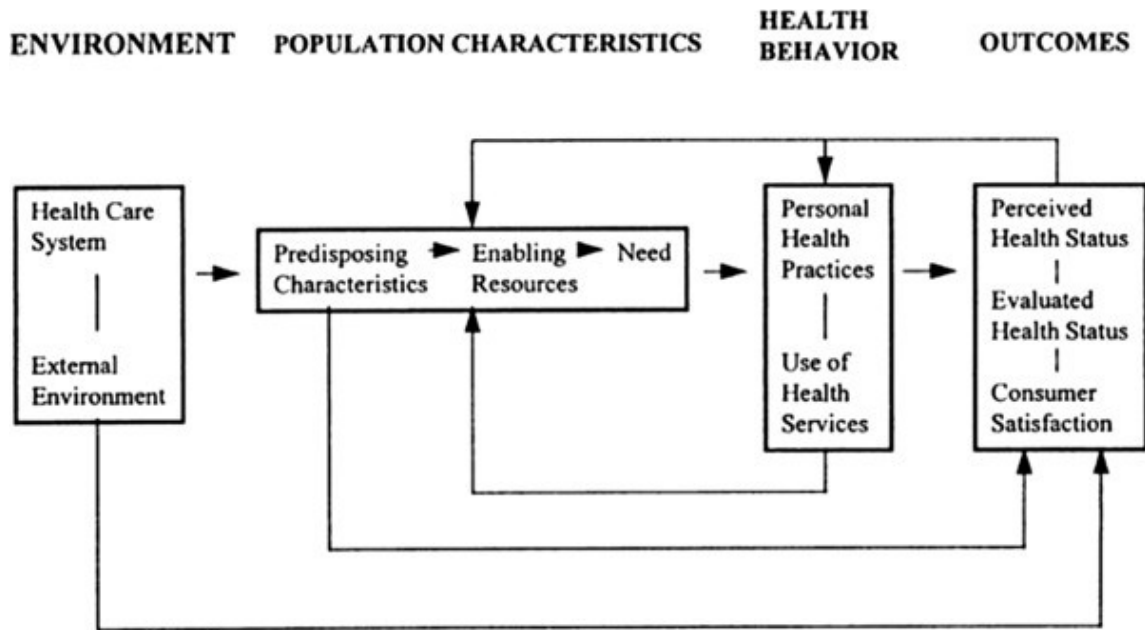 ENVIRONMENT
POPULATION CHARACTERISTICS
HEALTH
BEHAVIOR
OUTCOMES
Health Care
System
External
Environment
Predisposing
Characteristics
Enabling
Resources
Need
Personal
Health
Practices
Use of
Health
Services
Perceived
Health Status
Evaluated
Health Status
Consumer
Satisfaction